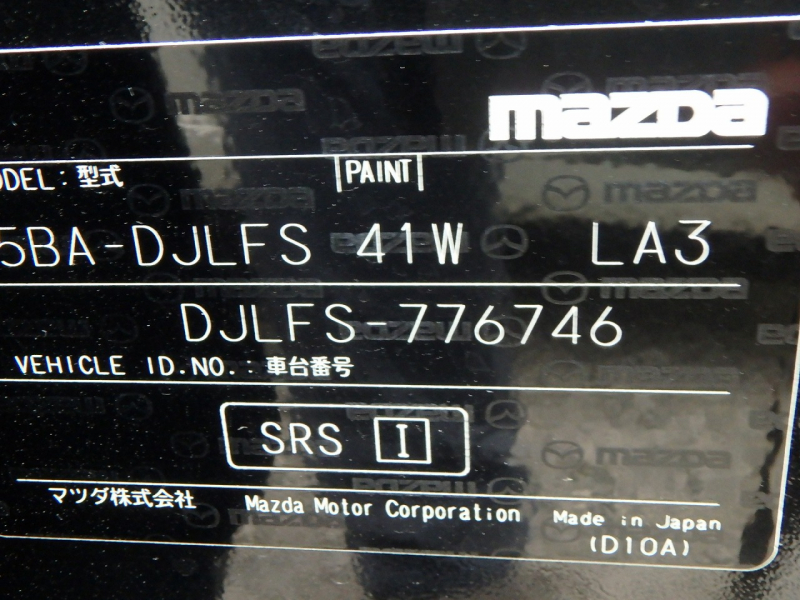 mazda
ODEL：型式 PAINT
5BA-DJLFS 41W LA3
DJLFS-776746
VEHICLE ID.NO.：車台番号
SRS I
マツダ株式会社 Mazda Motor Corporation Made in Japan
(D10A)